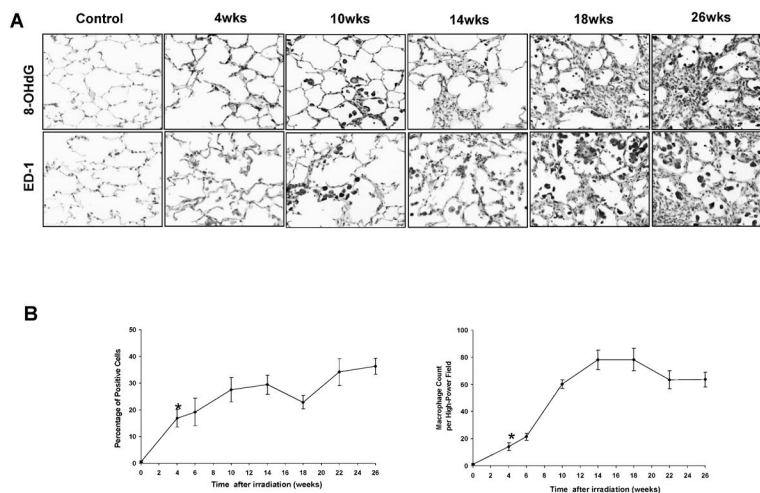 A
Control 4wks 10wks 14wks 18wks 26wks
8-OHdG
ED-1
B
Percentage of Positive Cells
50
40
30
20
10
0
*
0 2 4 6 8 10 12 14 16 18 20 22 24 26
Time after irradiation (weeks)
Macrophage Count
per High-Power Field
100
80
60
40
20
0
*
0 2 4 6 8 10 12 14 16 18 20 22 24 26
Time after irradiation (weeks)